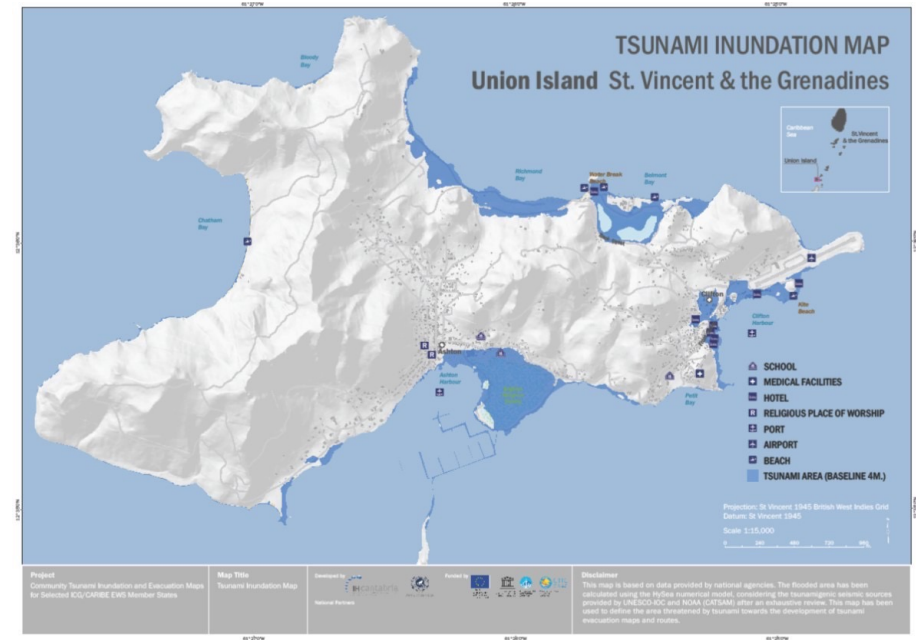 TSUNAMI INUNDATION MAP
Union Island St. Vincent & the Grenadines
Bloody
Bay
Caribbean
Sea
St.Vincent
& the Grenadines
Union Island
Richmond
Bay
Water Break
Belmont
Bay
Chatham
Bay
Clifton
Clifton
Harbour
Beach
R
R
Ashton
Ashton
Harbour
Petit
Bay
SCHOOL
MEDICAL FACILITIES
HOTEL
R RELIGIOUS PLACE OF WORSHIP
PORT
AIRPORT
BEACH
TSUNAMI AREA (BASELINE 4M.)
Projection: St Vincent 1945 British West Indies Grid
Datum: St Vincent 1945
Scale 1:15,000
Project
Community Tsunami Inundation and Evacuation Maps
for Selected ICG/CARIBE EWS Member States
Map Title
Tsunami Inundation Map
Developed by
National Partners
Funded by
Disclaimer
This map is based on data provided by national agencies. The flooded area has been
calculated using the HySea numerical model, considering the tsunamigenic seismic sources
provided by UNESCO-IOC and NOAA (CATSAM) after an exhaustive review. This map has been
used to define the area threatened by tsunami towards the development of tsunami
evacuation maps and routes.